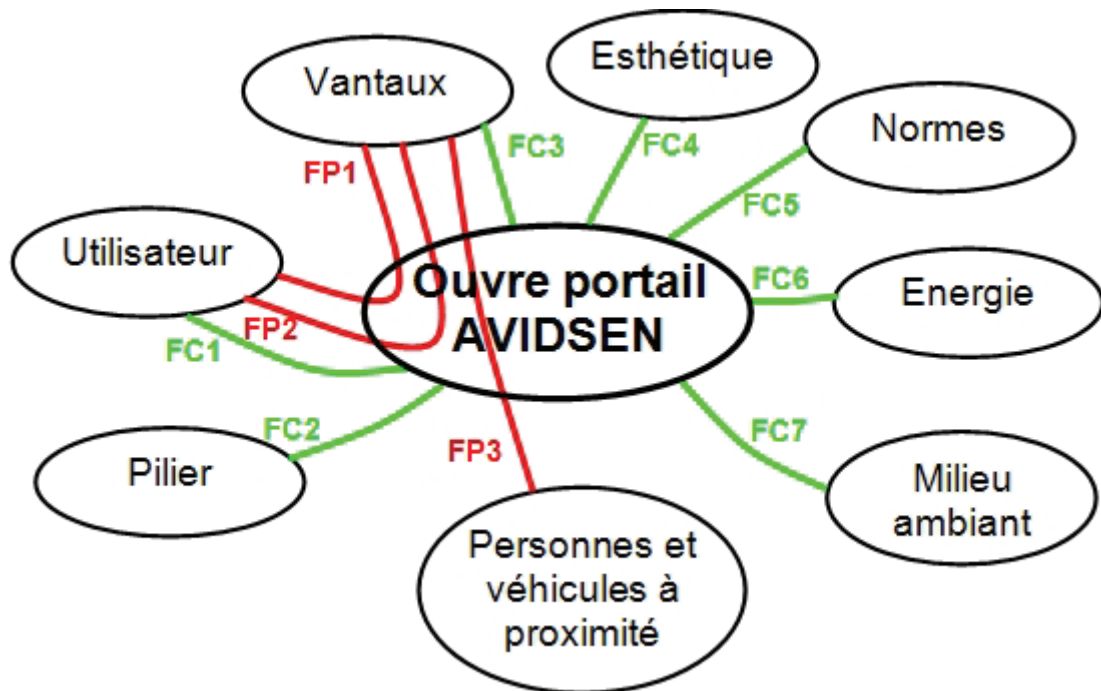 Esthétique
Vantaux
Normes
FC3
FC4
FP1
FC5
Utilisateur
Ouvre portail
AVIDSEN
FC6
Energie
FP2
FC1
FC2
FC7
FP3
Pilier
Milieu
ambiant
Personnes et
véhicules à
proximité